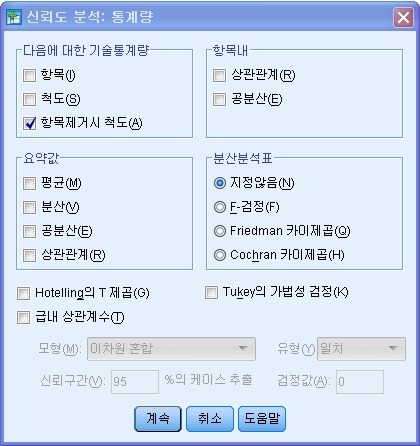 신뢰도 분석: 통계량
다음에 대한 기술통계량
항목(I)
척도(S)
항목제거시 척도(A)
항목내
상관관계(R)
공분산(E)
요약값
평균(M)
분산(V)
공분산(E)
상관관계(R)
분산분석표
지정않음(N)
F-검정(F)
Friedman 카이제곱(Q)
Cochran 카이제곱(H)
Hotelling의 T 제곱(G)
Tukey의 가법성 검정(K)
급내 상관계수(T)
모형(M): 이차원 혼합 유형(Y) 일치
신뢰구간(V): 95 %의 케이스 추출 검정값(A): 0
계속 취소 도움말